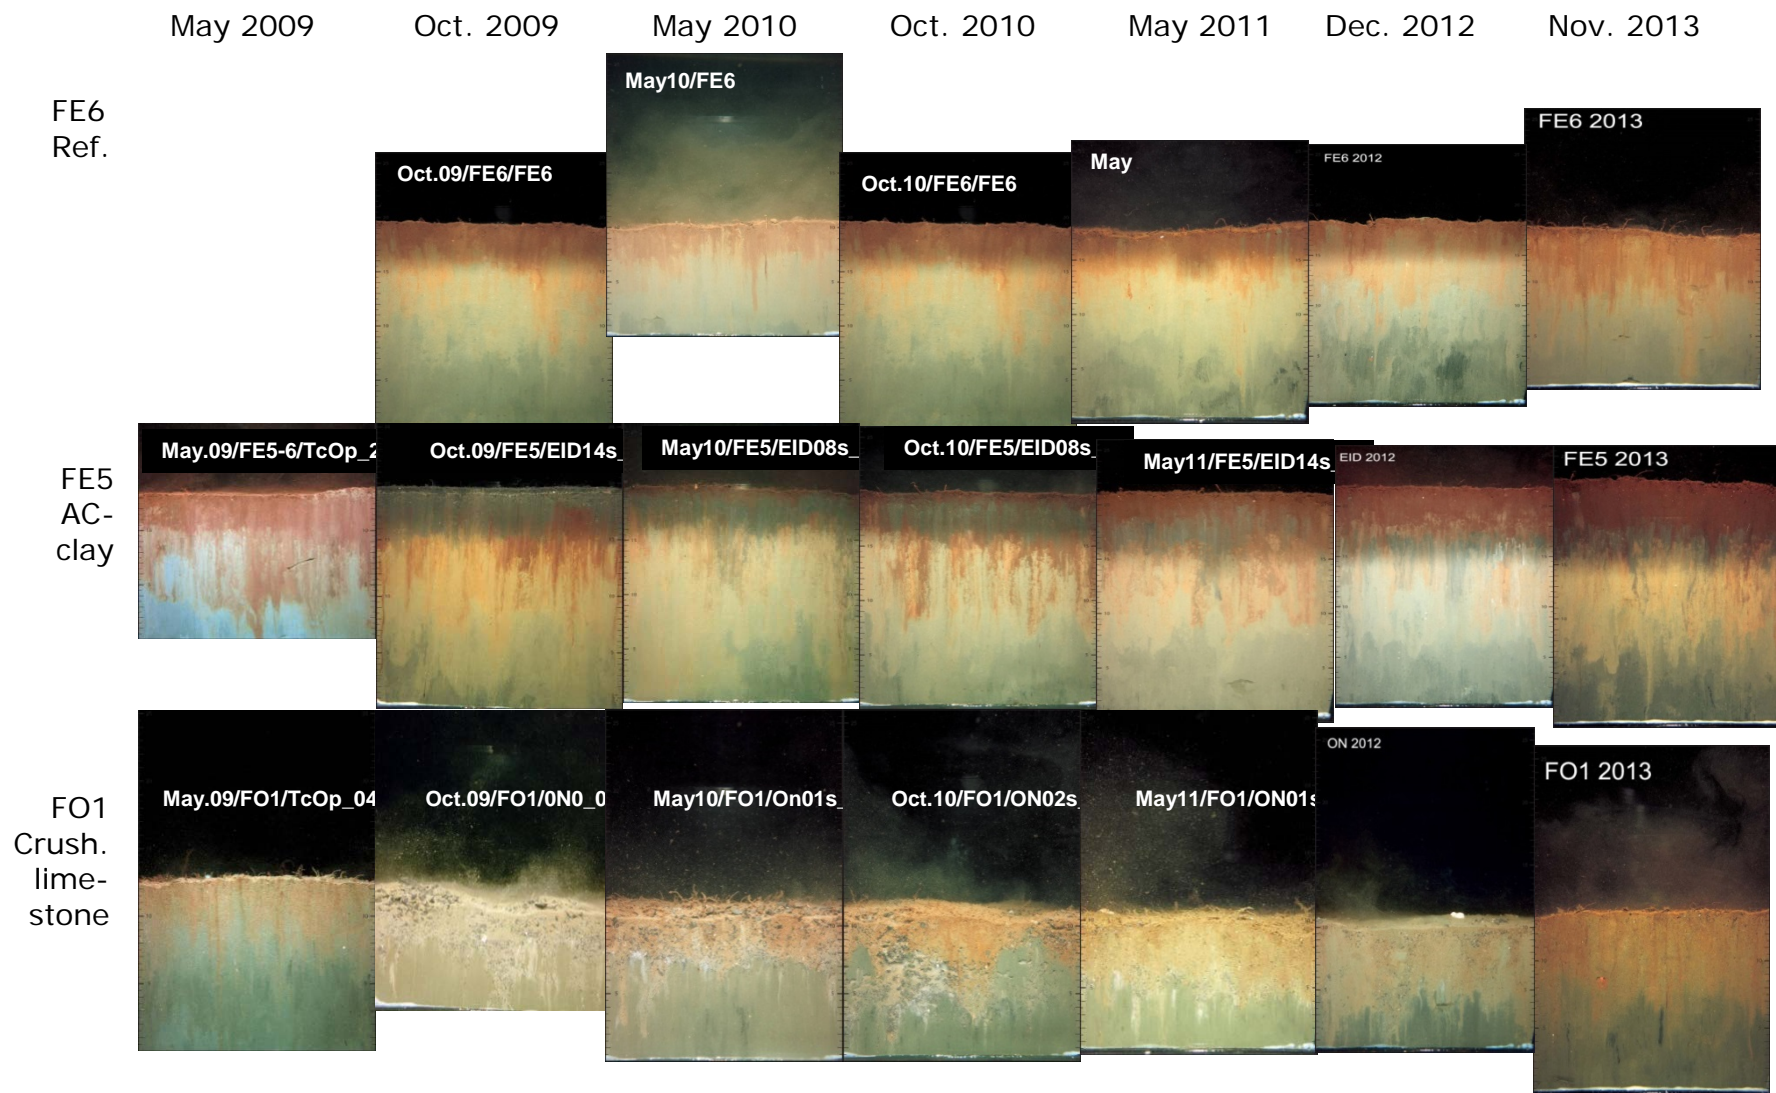 May 2009 Oct. 2009 May 2010 Oct. 2010 May 2011 Dec. 2012 Nov. 2013
FE6
Ref.
Oct.09/FE6/FE6
May10/FE6
Oct.10/FE6/FE6
May
FE6 2012
FE6 2013
FE5
AC-
clay
May.09/FE5-6/TcOp_2
Oct.09/FE5/EID14s_
May10/FE5/EID08s_
Oct.10/FE5/EID08s_
May11/FE5/EID14s_
EID 2012
FE5 2013
FO1
Crush.
lime-
stone
May.09/FO1/TcOp_04
Oct.09/FO1/0N0_0
May10/FO1/On01s_
Oct.10/FO1/ON02s_
May11/FO1/ON01s
ON 2012
FO1 2013